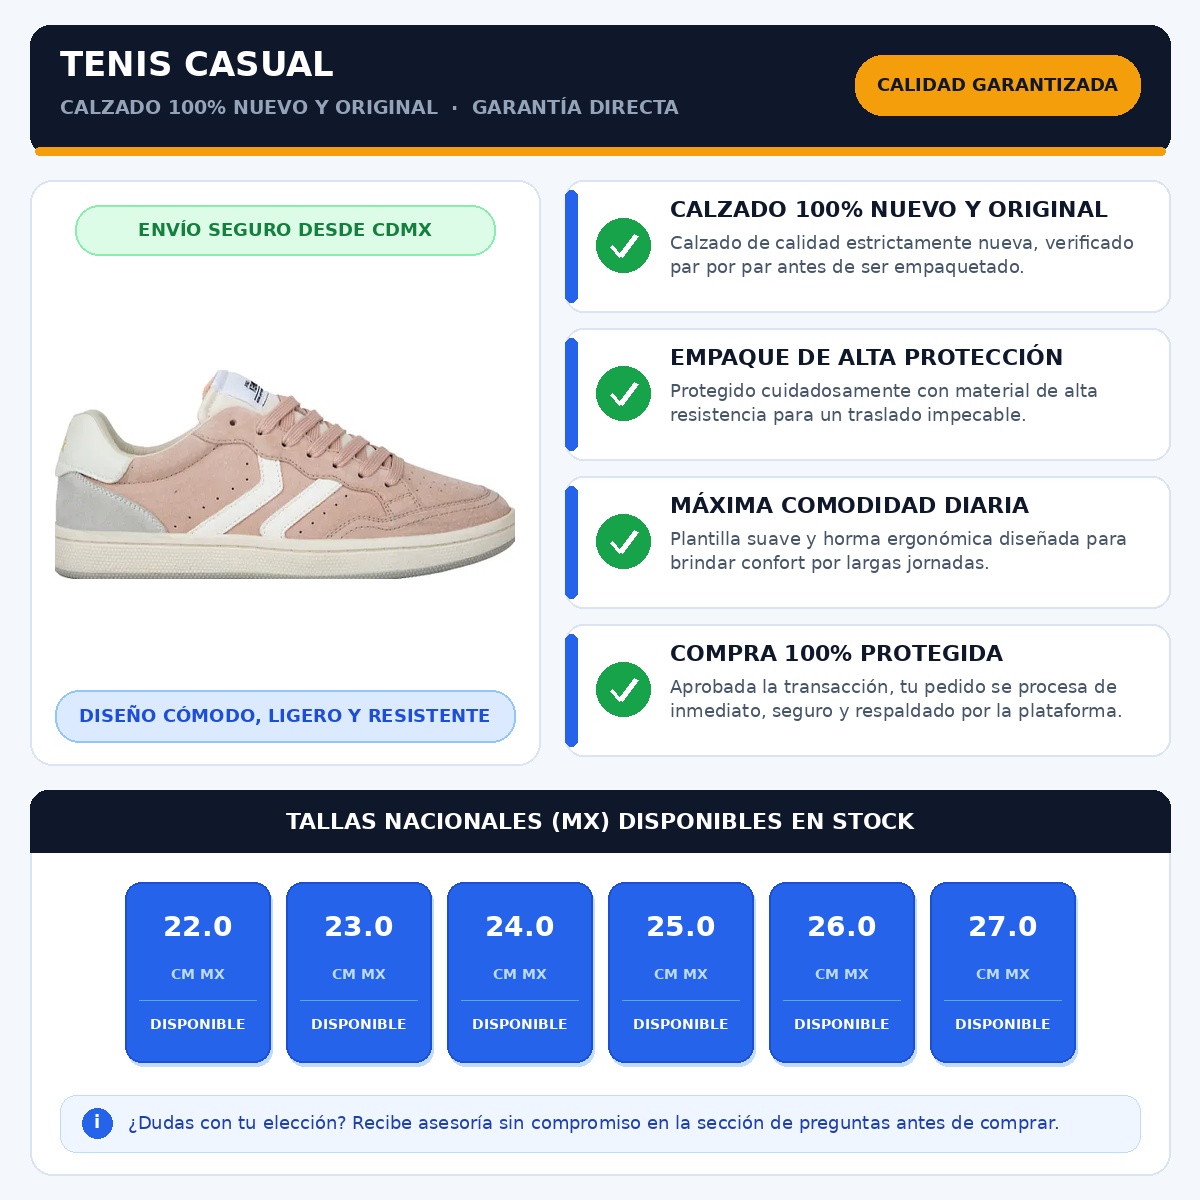 TENIS CASUAL
CALZADO 100% NUEVO Y ORIGINAL · GARANTÍA DIRECTA
CALIDAD GARANTIZADA
ENVÍO SEGURO DESDE CDMX
DISEÑO CÓMODO, LIGERO Y RESISTENTE
CALZADO 100% NUEVO Y ORIGINAL
Calzado de calidad estrictamente nueva, verificado
par por par antes de ser empaquetado.
EMPAQUE DE ALTA PROTECCIÓN
Protegido cuidadosamente con material de alta
resistencia para un traslado impecable.
MÁXIMA COMODIDAD DIARIA
Plantilla suave y horma ergonómica diseñada para
brindar confort por largas jornadas.
COMPRA 100% PROTEGIDA
Aprobada la transacción, tu pedido se procesa de
inmediato, seguro y respaldado por la plataforma.
TALLAS NACIONALES (MX) DISPONIBLES EN STOCK
22.0 23.0 24.0 25.0 26.0 27.0
CM MX CM MX CM MX CM MX CM MX CM MX
DISPONIBLE DISPONIBLE DISPONIBLE DISPONIBLE DISPONIBLE DISPONIBLE
i ¿Dudas con tu elección? Recibe asesoría sin compromiso en la sección de preguntas antes de comprar.